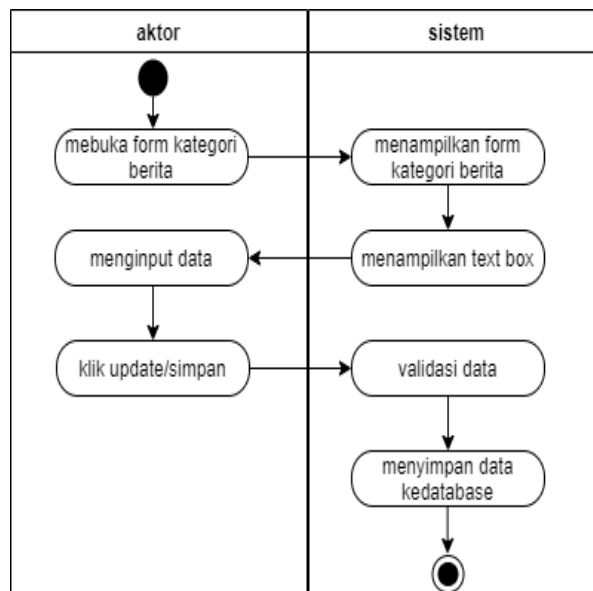 aktor
sistem
mebuka form kategori
berita
menampilkan form
kategori berita
menampilkan text box
menginput data
klik update/simpan
validasi data
menyimpan data
kedatabase